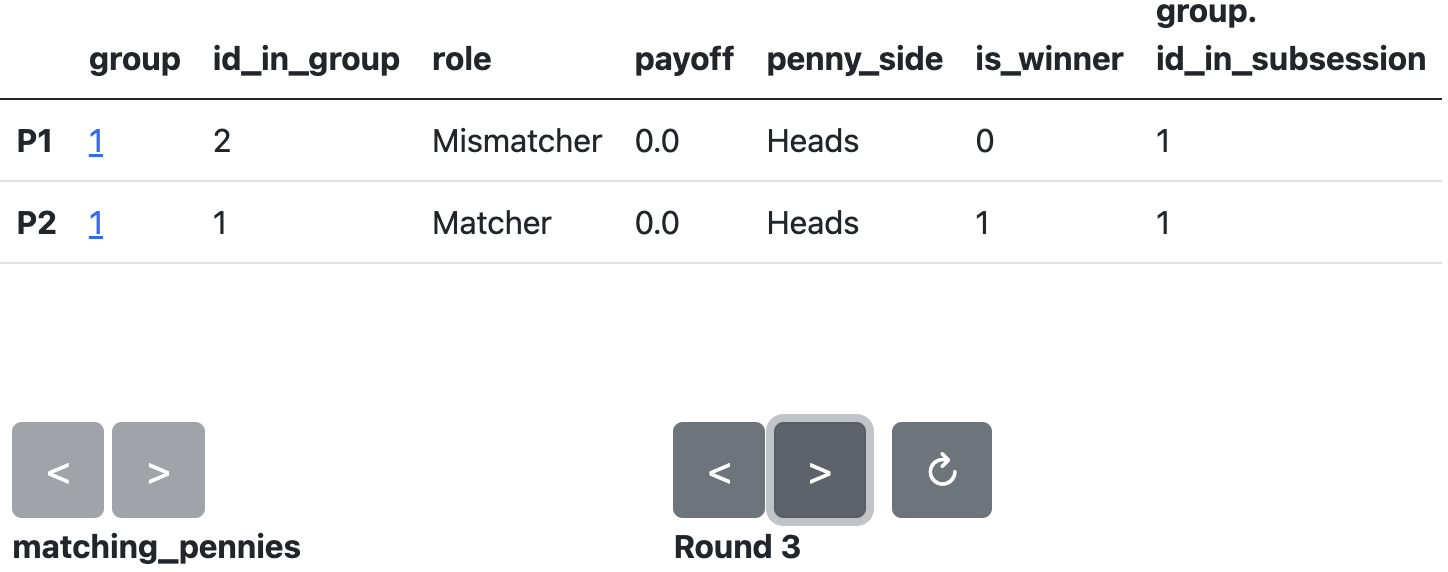 group.
group id_in_group role payoff penny_side is_winner id_in_subsession
P1 1 2 Mismatcher 0.0 Heads 0 1
P2 1 1 Matcher 0.0 Heads 1 1
< > < > ↻
matching_pennies Round 3